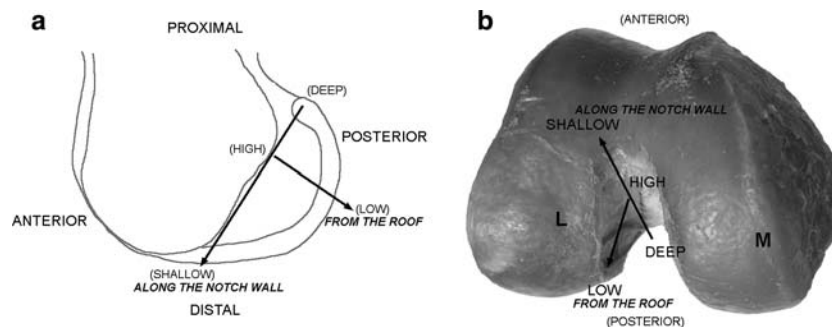 a
PROXIMAL
(DEEP)
POSTERIOR
(HIGH)
(LOW)
FROM THE ROOF
ANTERIOR
(SHALLOW)
ALONG THE NOTCH WALL
DISTAL
b
(ANTERIOR)
ALONG THE NOTCH WALL
SHALLOW
HIGH
L
M
DEEP
LOW
FROM THE ROOF
(POSTERIOR)